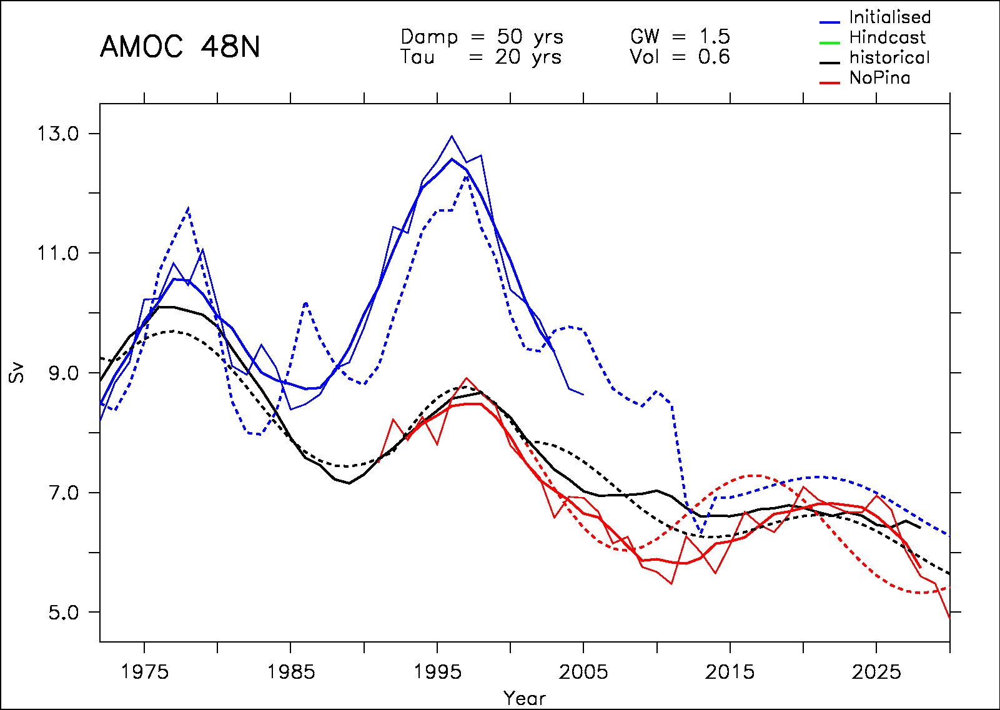 AMOC 48N
Damp = 50 yrs
Tau = 20 yrs
GW = 1.5
Vol = 0.6
Initialised
Hindcast
historical
NoPina
13.0
11.0
9.0
7.0
5.0
Sv
1975 1985 1995 2005 2015 2025
Year